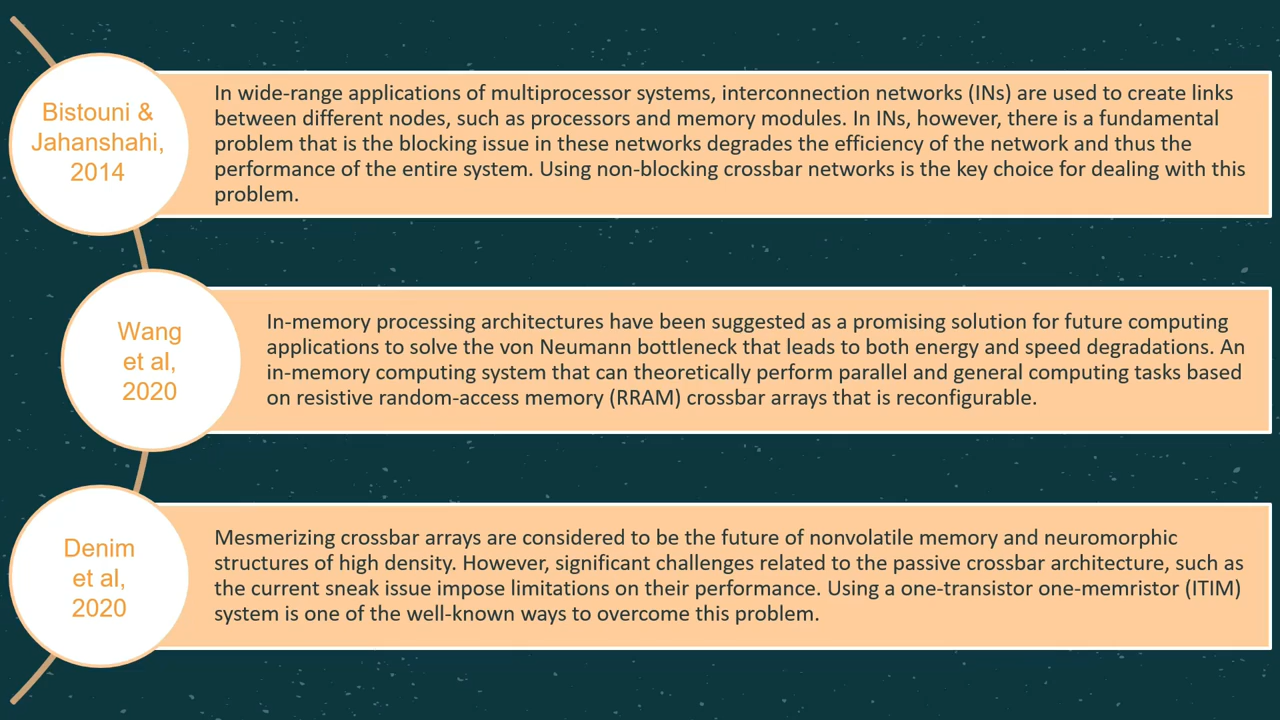 Bistouni &
Jahanshahi,
2014
In wide-range applications of multiprocessor systems, interconnection networks (INs) are used to create links
between different nodes, such as processors and memory modules. In INs, however, there is a fundamental
problem that is the blocking issue in these networks degrades the efficiency of the network and thus the
performance of the entire system. Using non-blocking crossbar networks is the key choice for dealing with this
problem.
Wang
et al,
2020
In-memory processing architectures have been suggested as a promising solution for future computing
applications to solve the von Neumann bottleneck that leads to both energy and speed degradations. An
in-memory computing system that can theoretically perform parallel and general computing tasks based
on resistive random-access memory (RRAM) crossbar arrays that is reconfigurable.
Denim
et al,
2020
Mesmerizing crossbar arrays are considered to be the future of nonvolatile memory and neuromorphic
structures of high density. However, significant challenges related to the passive crossbar architecture, such as
the current sneak issue impose limitations on their performance. Using a one-transistor one-memristor (ITIM)
system is one of the well-known ways to overcome this problem.